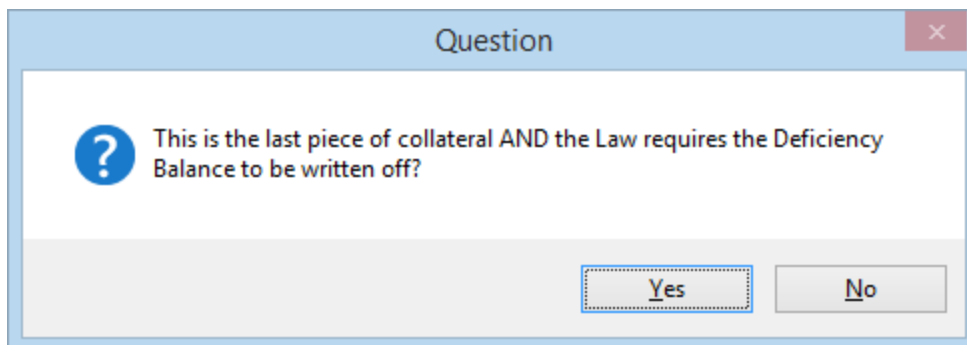 Question
This is the last piece of collateral AND the Law requires the Deficiency
Balance to be written off?
Yes
No